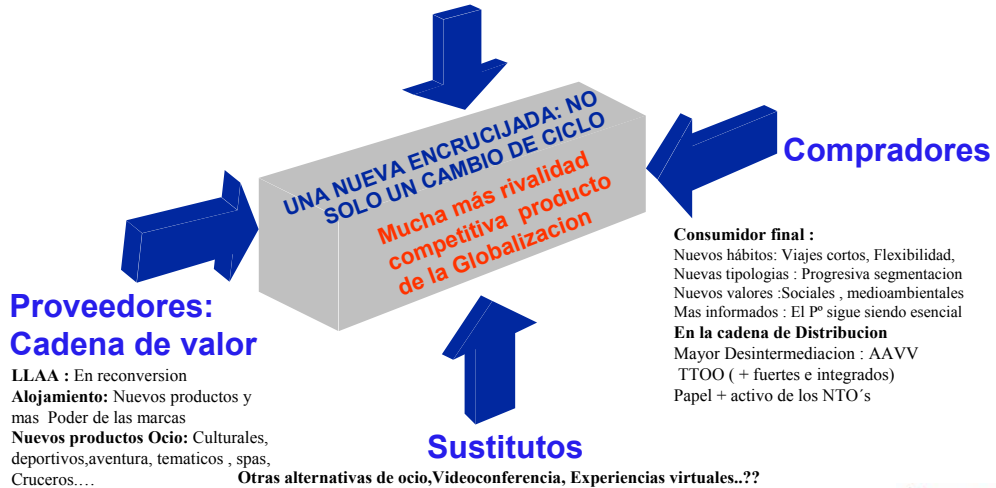 UNA NUEVA ENCRUCIJADA: NO
SOLO UN CAMBIO DE CICLO
Mucha más rivalidad
competitiva producto
de la Globalizacion
Compradores
Consumidor final :
Nuevos hábitos: Viajes cortos, Flexibilidad,
Nuevas tipologias : Progresiva segmentacion
Nuevos valores :Sociales , medioambientales
Mas informados : El Pº sigue siendo esencial
En la cadena de Distribucion
Mayor Desintermediacion : AAVV
TTOO ( + fuertes e integrados)
Papel + activo de los NTO´s
Proveedores:
Cadena de valor
LLAA : En reconversion
Alojamiento: Nuevos productos y
mas Poder de las marcas
Nuevos productos Ocio: Culturales,
deportivos,aventura, tematicos , spas,
Cruceros.…
Sustitutos
Otras alternativas de ocio,Videoconferencia, Experiencias virtuales..??